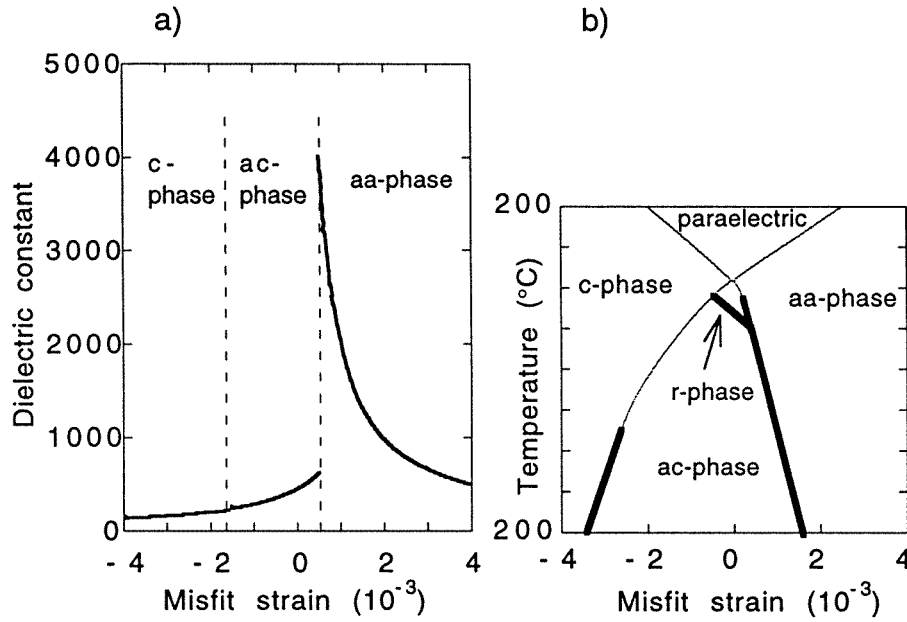 a)
Dielectric constant
5000
4000
3000
2000
1000
0
c-
phase
ac-
phase
aa-phase
- 4
- 2
0
2
4
Misfit strain (10-3)
b)
Temperature (°C)
200
200
paraelectric
c-phase
aa-phase
r-phase
ac-phase
- 4
- 2
0
2
4
Misfit strain (10-3)